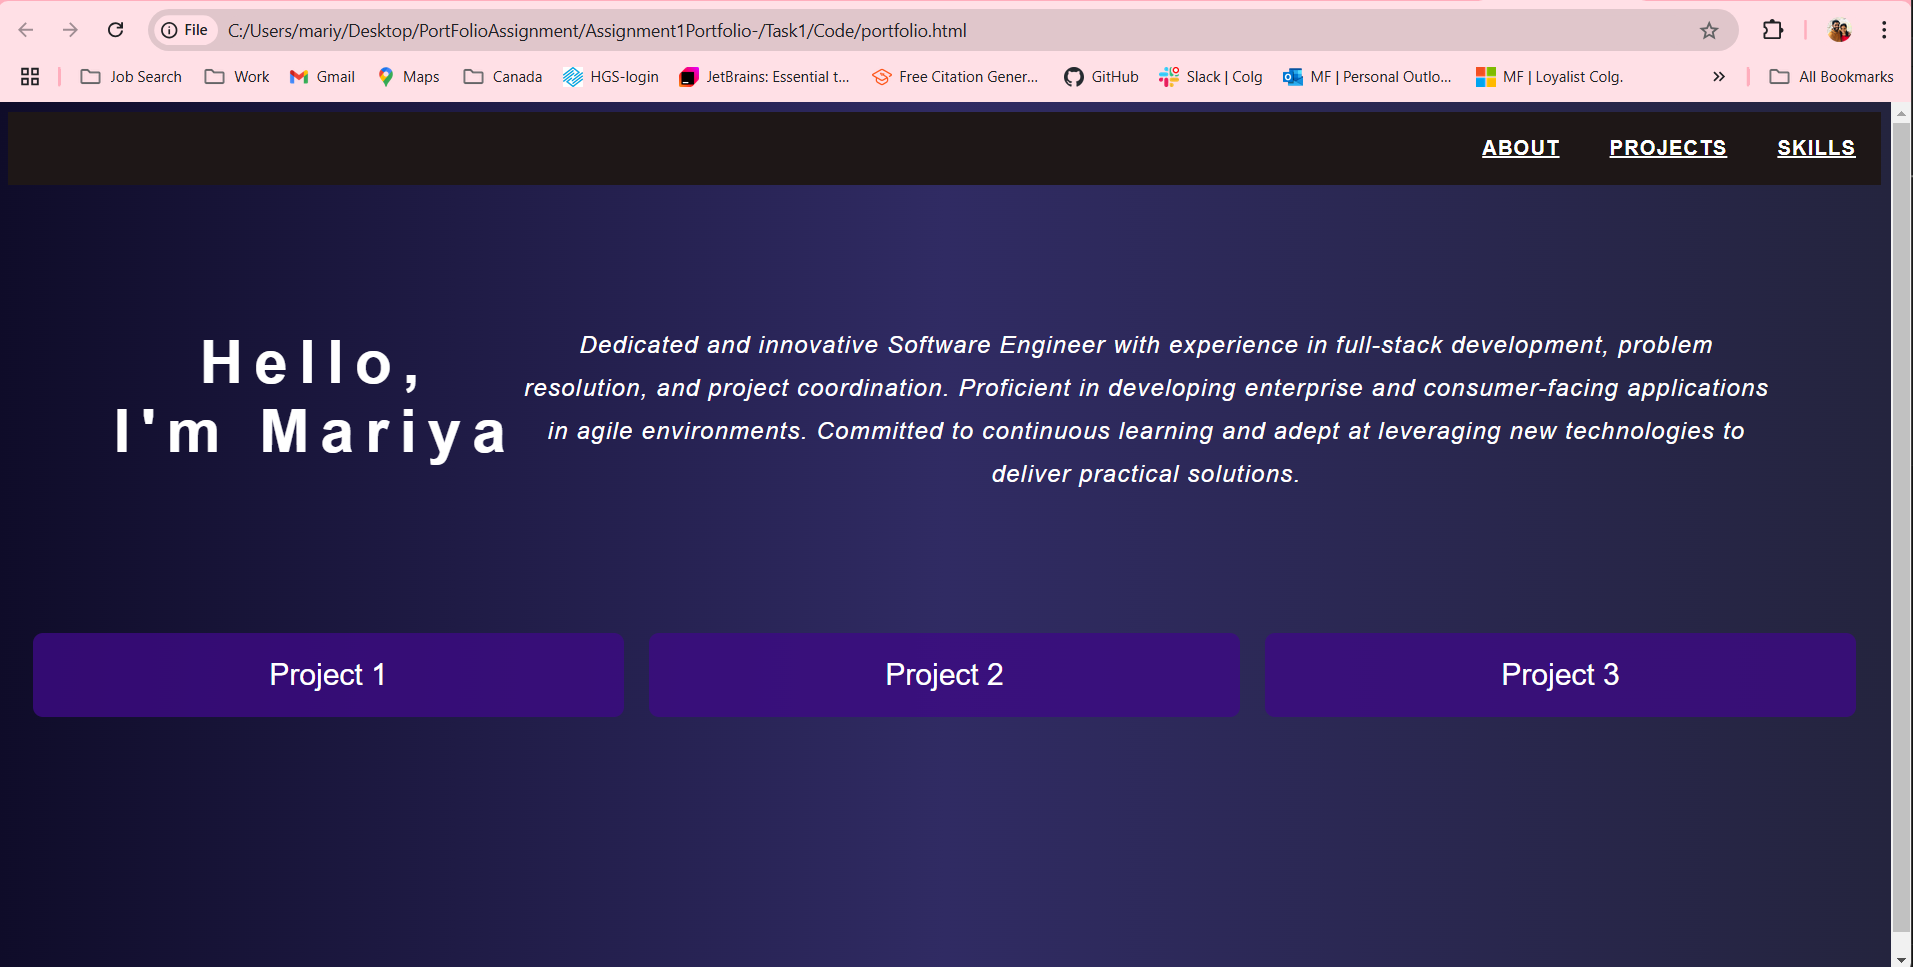 File C:/Users/mariy/Desktop/PortFolioAssignment/Assignment1Portfolio-/Task1/Code/portfolio.html
Job Search Work Gmail Maps Canada HGS-login JetBrains: Essential t... Free Citation Gener... GitHub Slack | Colg MF | Personal Outlo... MF | Loyalist Colg. » All Bookmarks
ABOUT PROJECTS SKILLS
Hello,
I'm Mariya
Dedicated and innovative Software Engineer with experience in full-stack development, problem
resolution, and project coordination. Proficient in developing enterprise and consumer-facing applications
in agile environments. Committed to continuous learning and adept at leveraging new technologies to
deliver practical solutions.
Project 1 Project 2 Project 3